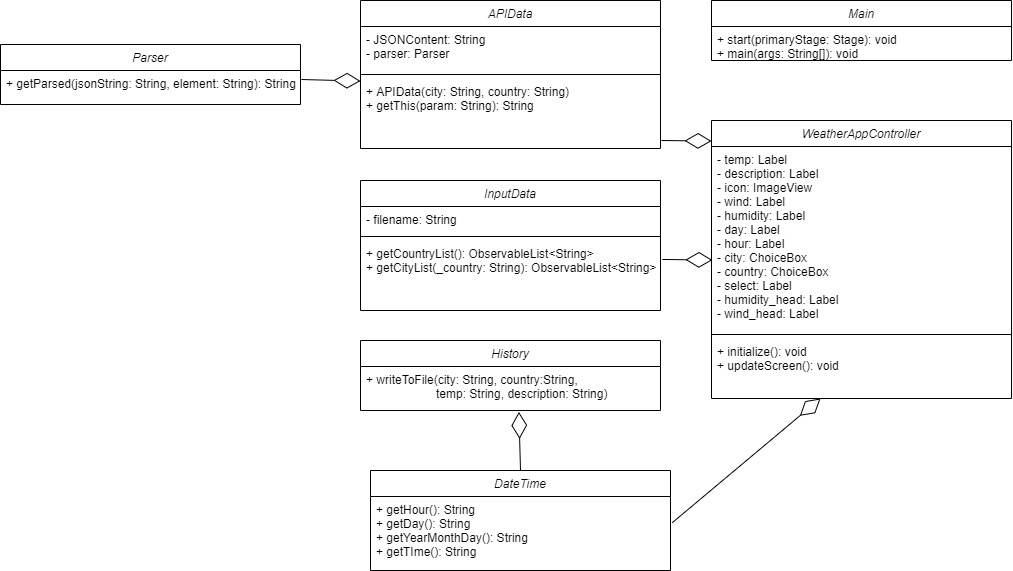 APIData
- JSONContent: String
- parser: Parser
+ APIData(city: String, country: String)
+ getThis(param: String): String
Main
+ start(primaryStage: Stage): void
+ main(args: String[]): void
Parser
+ getParsed(jsonString: String, element: String): String
WeatherAppController
- temp: Label
- description: Label
- icon: ImageView
- wind: Label
- humidity: Label
- day: Label
- hour: Label
- city: ChoiceBox
- country: ChoiceBox
- select: Label
- humidity_head: Label
- wind_head: Label
+ initialize(): void
+ updateScreen(): void
InputData
- filename: String
+ getCountryList(): ObservableList<String>
+ getCityList(_country: String): ObservableList<String>
History
+ writeToFile(city: String, country:String,
temp: String, description: String)
DateTime
+ getHour(): String
+ getDay(): String
+ getYearMonthDay(): String
+ getTIme(): String